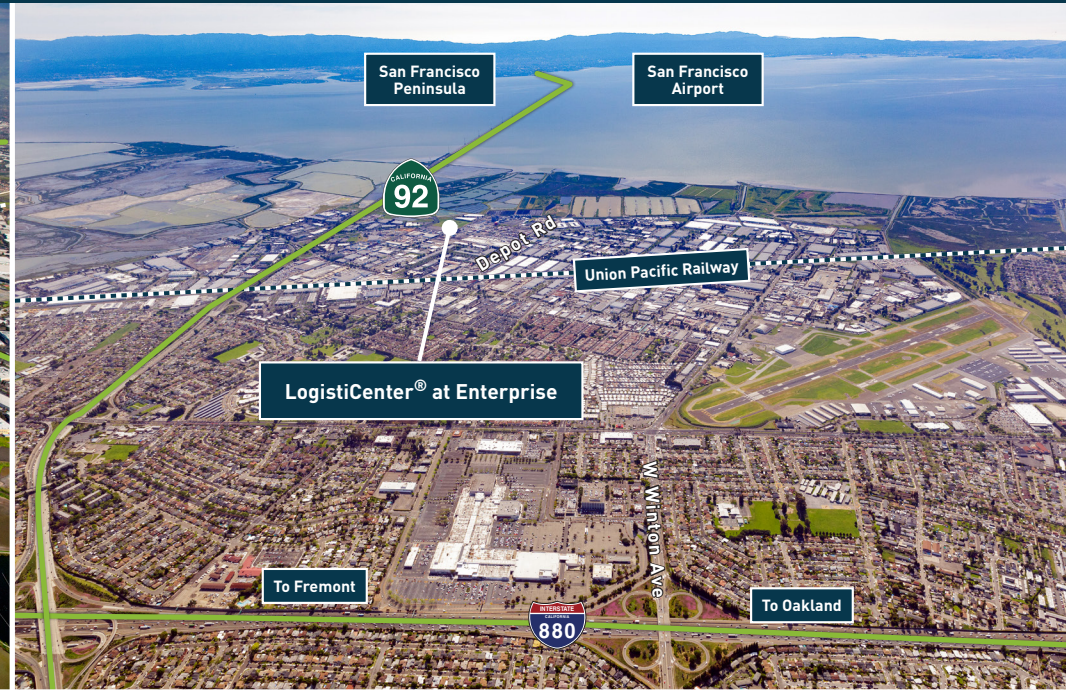 San Francisco
Peninsula
San Francisco
Airport
CALIFORNIA
92
Depot Rd
Union Pacific Railway
LogistiCenter® at Enterprise
W Winton Ave
To Fremont
To Oakland
INTERSTATE
CALIFORNIA
880